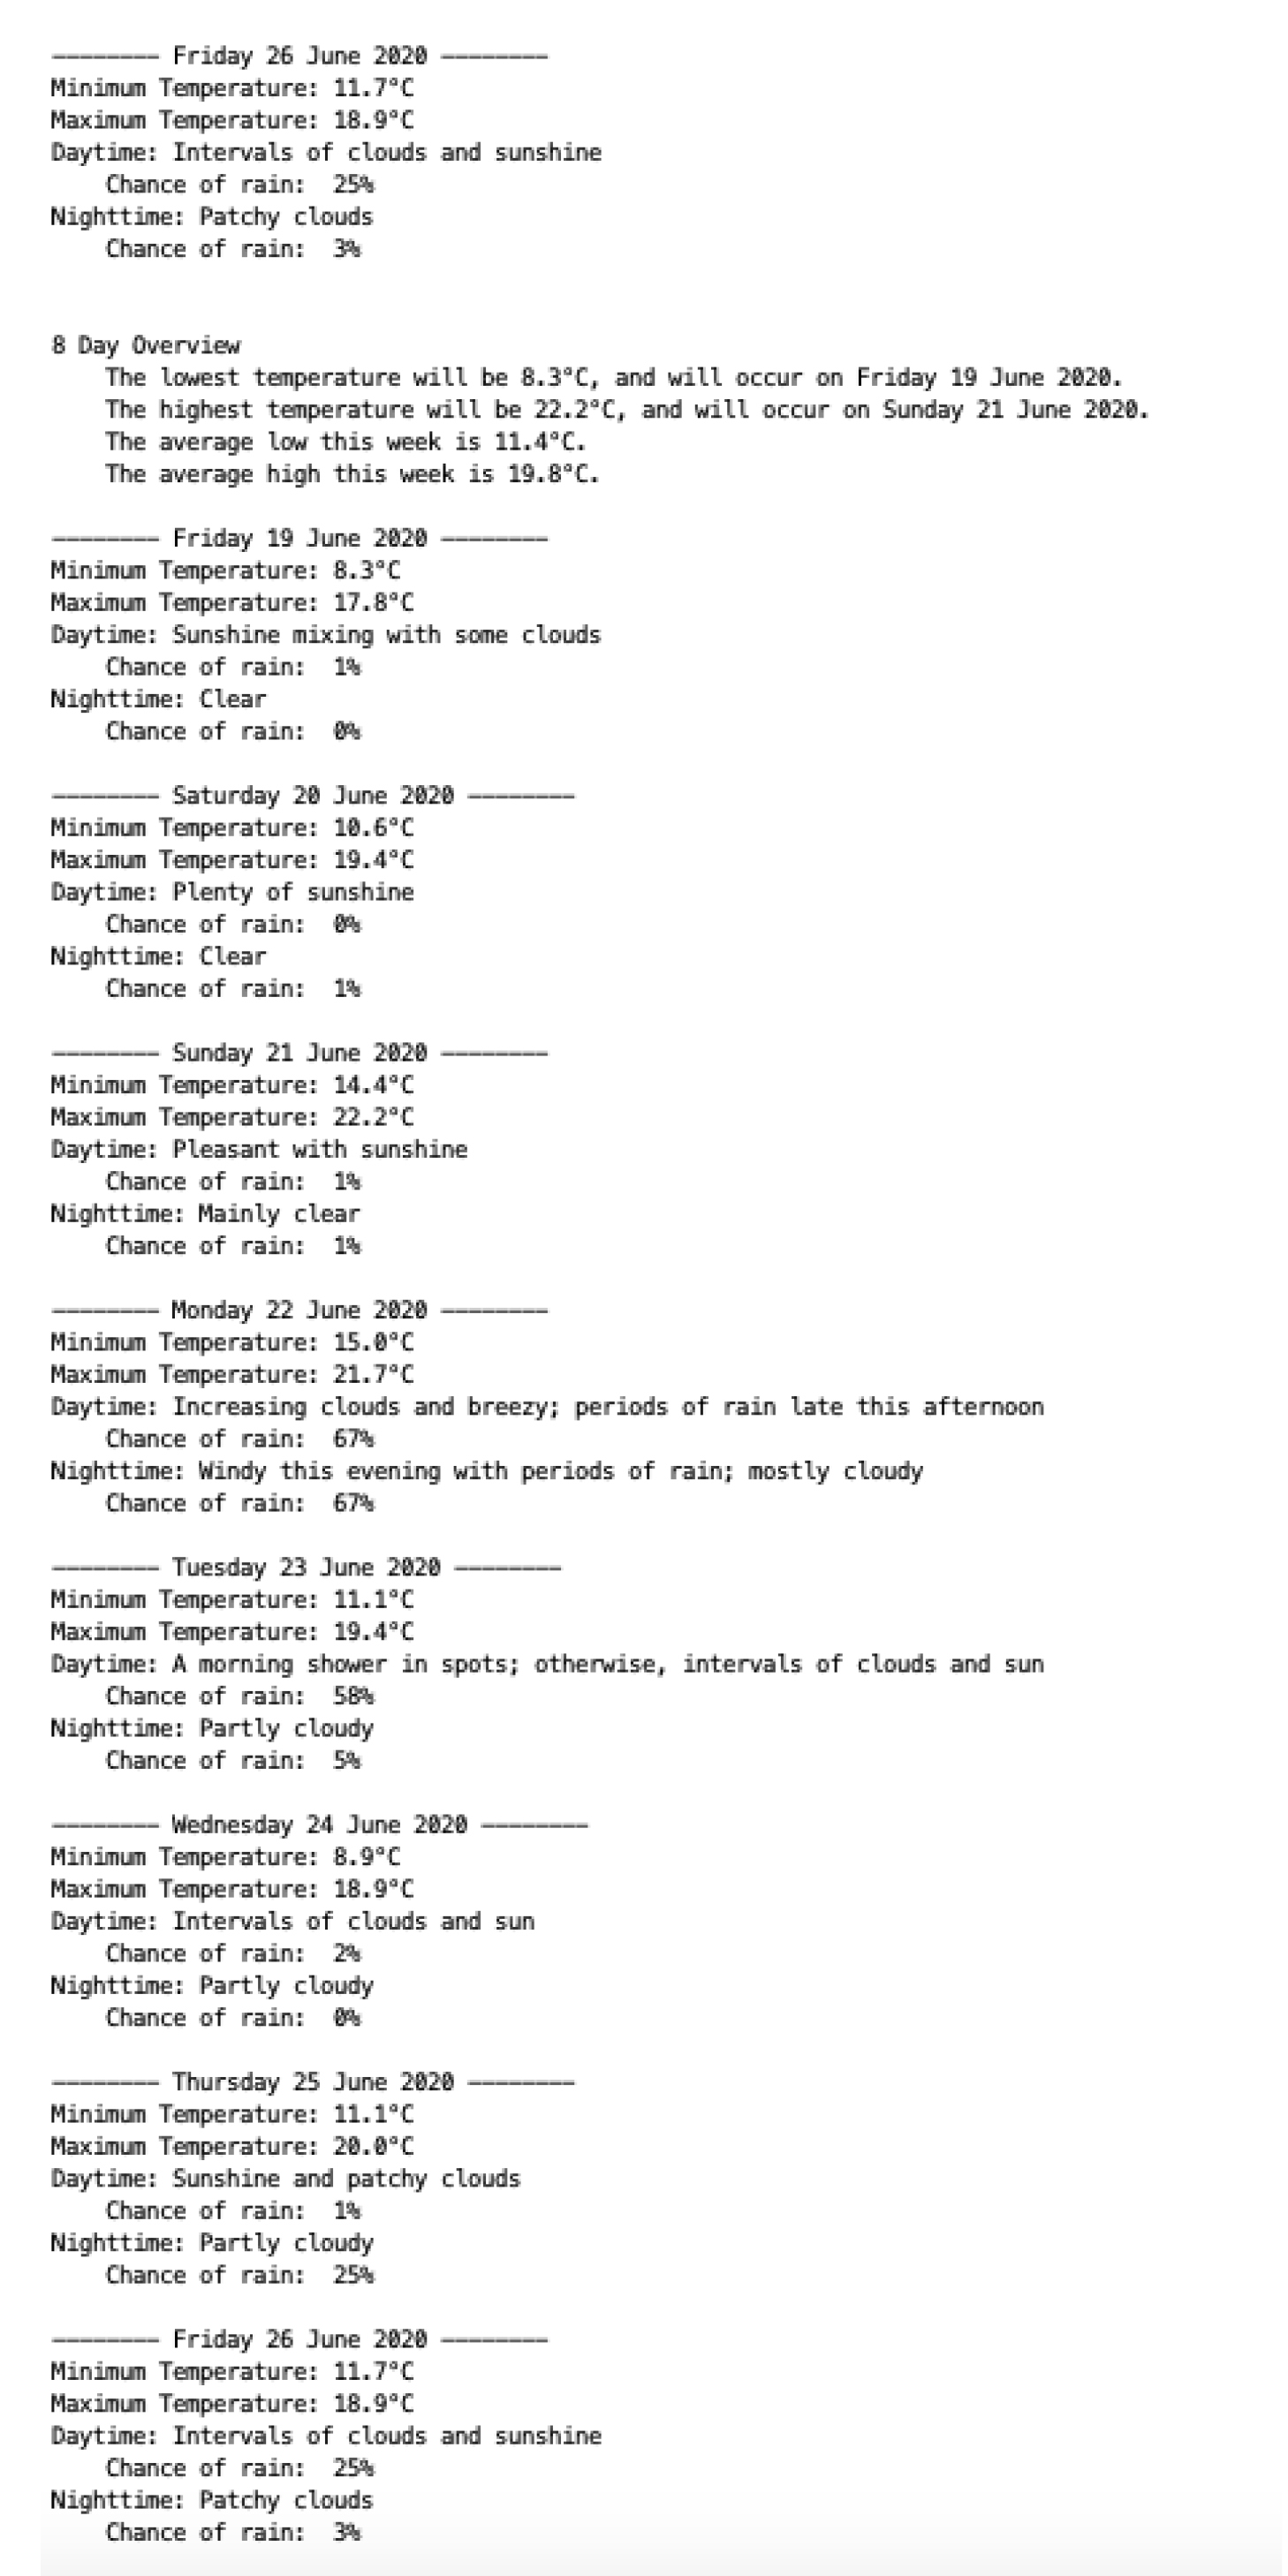 ———————— Friday 26 June 2020 ————————
Minimum Temperature: 11.7°C
Maximum Temperature: 18.9°C
Daytime: Intervals of clouds and sunshine
    Chance of rain:  25%
Nighttime: Patchy clouds
    Chance of rain:  3%
8 Day Overview
    The lowest temperature will be 8.3°C, and will occur on Friday 19 June 2020.
    The highest temperature will be 22.2°C, and will occur on Sunday 21 June 2020.
    The average low this week is 11.4°C.
    The average high this week is 19.8°C.
———————— Friday 19 June 2020 ————————
Minimum Temperature: 8.3°C
Maximum Temperature: 17.8°C
Daytime: Sunshine mixing with some clouds
    Chance of rain:  1%
Nighttime: Clear
    Chance of rain:  0%
———————— Saturday 20 June 2020 ————————
Minimum Temperature: 10.6°C
Maximum Temperature: 19.4°C
Daytime: Plenty of sunshine
    Chance of rain:  0%
Nighttime: Clear
    Chance of rain:  1%
———————— Sunday 21 June 2020 ————————
Minimum Temperature: 14.4°C
Maximum Temperature: 22.2°C
Daytime: Pleasant with sunshine
    Chance of rain:  1%
Nighttime: Mainly clear
    Chance of rain:  1%
———————— Monday 22 June 2020 ————————
Minimum Temperature: 15.0°C
Maximum Temperature: 21.7°C
Daytime: Increasing clouds and breezy; periods of rain late this afternoon
    Chance of rain:  67%
Nighttime: Windy this evening with periods of rain; mostly cloudy
    Chance of rain:  67%
———————— Tuesday 23 June 2020 ————————
Minimum Temperature: 11.1°C
Maximum Temperature: 19.4°C
Daytime: A morning shower in spots; otherwise, intervals of clouds and sun
    Chance of rain:  58%
Nighttime: Partly cloudy
    Chance of rain:  5%
———————— Wednesday 24 June 2020 ————————
Minimum Temperature: 8.9°C
Maximum Temperature: 18.9°C
Daytime: Intervals of clouds and sun
    Chance of rain:  2%
Nighttime: Partly cloudy
    Chance of rain:  0%
———————— Thursday 25 June 2020 ————————
Minimum Temperature: 11.1°C
Maximum Temperature: 20.0°C
Daytime: Sunshine and patchy clouds
    Chance of rain:  1%
Nighttime: Partly cloudy
    Chance of rain:  25%
———————— Friday 26 June 2020 ————————
Minimum Temperature: 11.7°C
Maximum Temperature: 18.9°C
Daytime: Intervals of clouds and sunshine
    Chance of rain:  25%
Nighttime: Patchy clouds
    Chance of rain:  3%